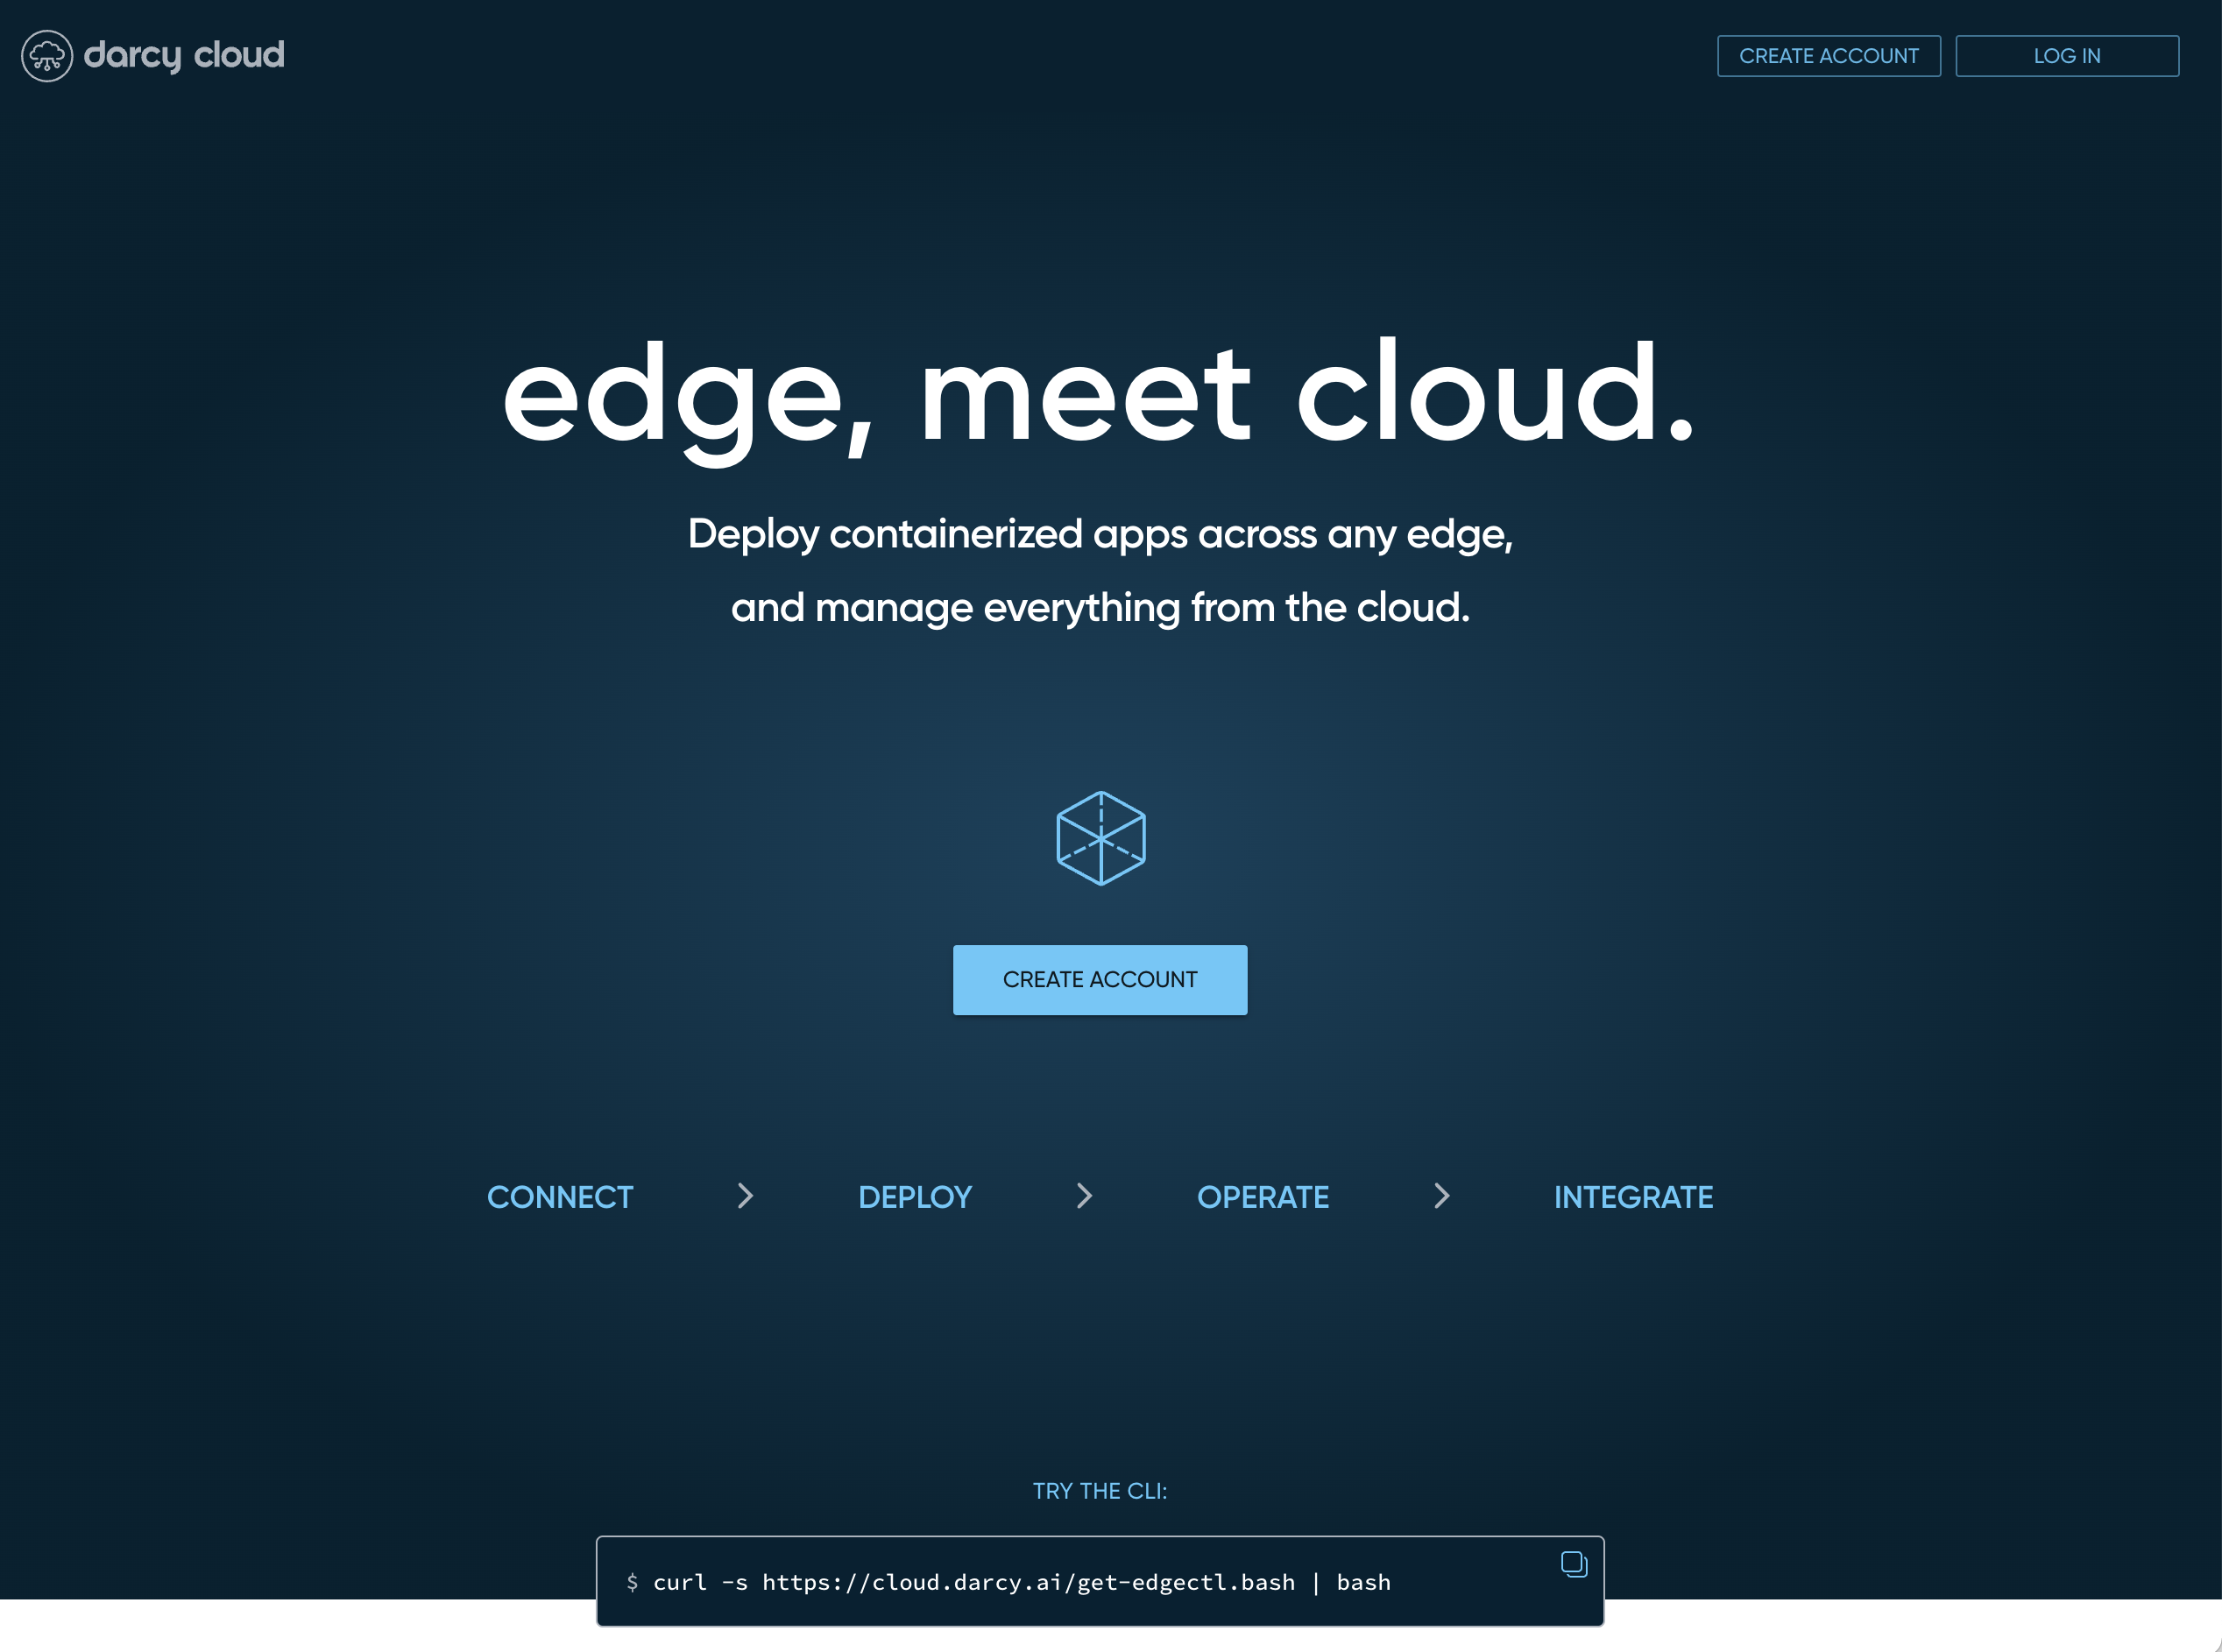 darcy cloud
CREATE ACCOUNT
LOG IN
edge, meet cloud.
Deploy containerized apps across any edge,
and manage everything from the cloud.
CREATE ACCOUNT
CONNECT
DEPLOY
OPERATE
INTEGRATE
TRY THE CLI:
$ curl -s https://cloud.darcy.ai/get-edgectl.bash | bash